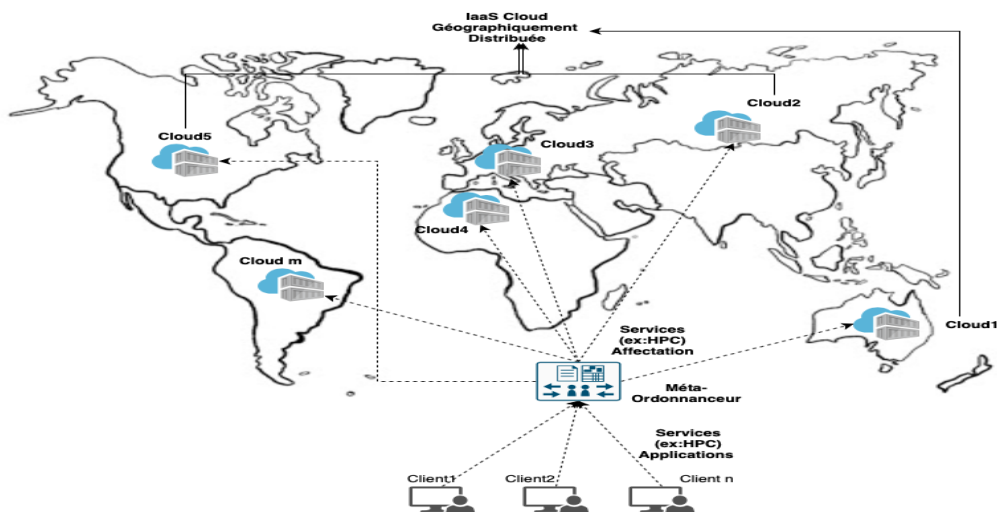 IaaS Cloud
Géographiquement
Distribuée
Cloud2
Cloud5
Cloud3
Cloud4
Cloud m
Cloud1
Services
(ex:HPC)
Affectation
Méta-
Ordonnanceur
Services
(ex:HPC)
Applications
Client1
Client2
Client n